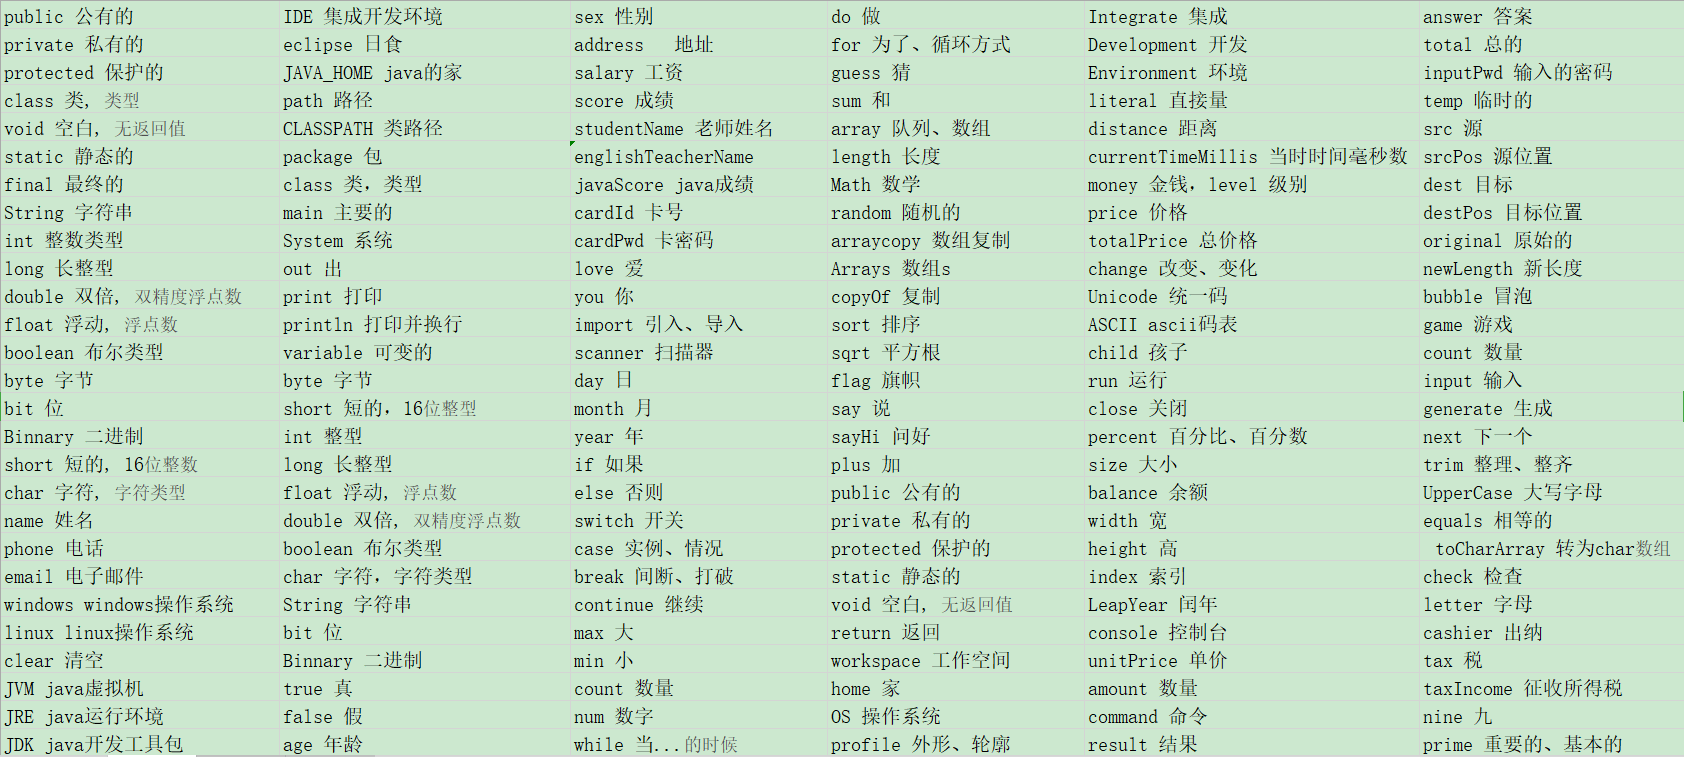 public 公有的	IDE 集成开发环境	sex 性别	do 做	Integrate 集成	answer 答案
private 私有的	eclipse 日食	address 地址	for 为了、循环方式	Development 开发	total 总的
protected 保护的	JAVA_HOME java的家	salary 工资	guess 猜	Environment 环境	inputPwd 输入的密码
class 类, 类型	path 路径	score 成绩	sum 和	literal 直接量	temp 临时的
void 空白, 无返回值	CLASSPATH 类路径	studentName 老师姓名	array 队列、数组	distance 距离	src 源
static 静态的	package 包	englishTeacherName	length 长度	currentTimeMillis 当时时间毫秒数	srcPos 源位置
final 最终的	class 类，类型	javaScore java成绩	Math 数学	money 金钱，level 级别	dest 目标
String 字符串	main 主要的	cardId 卡号	random 随机的	price 价格	destPos 目标位置
int 整数类型	System 系统	cardPwd 卡密码	arraycopy 数组复制	totalPrice 总价格	original 原始的
long 长整型	out 出	love 爱	Arrays 数组s	change 改变、变化	newLength 新长度
double 双倍, 双精度浮点数	print 打印	you 你	copyOf 复制	Unicode 统一码	bubble 冒泡
float 浮动, 浮点数	println 打印并换行	import 引入、导入	sort 排序	ASCII ascii码表	game 游戏
boolean 布尔类型	variable 可变的	scanner 扫描器	sqrt 平方根	child 孩子	count 数量
byte 字节	byte 字节	day 日	flag 旗帜	run 运行	input 输入
bit 位	short 短的，16位整型	month 月	say 说	close 关闭	generate 生成
Binnary 二进制	int 整型	year 年	sayHi 问好	percent 百分比、百分数	next 下一个
short 短的, 16位整数	long 长整型	if 如果	plus 加	size 大小	trim 整理、整齐
char 字符, 字符类型	float 浮动, 浮点数	else 否则	public 公有的	balance 余额	UpperCase 大写字母
name 姓名	double 双倍, 双精度浮点数	switch 开关	private 私有的	width 宽	equals 相等的
phone 电话	boolean 布尔类型	case 实例、情况	protected 保护的	height 高	toCharArray 转为char数组
email 电子邮件	char 字符，字符类型	break 间断、打破	static 静态的	index 索引	check 检查
windows windows操作系统	String 字符串	continue 继续	void 空白, 无返回值	LeapYear 闰年	letter 字母
linux linux操作系统	bit 位	max 大	return 返回	console 控制台	cashier 出纳
clear 清空	Binnary 二进制	min 小	workspace 工作空间	unitPrice 单价	tax 税
JVM java虚拟机	true 真	count 数量	home 家	amount 数量	taxIncome 征收所得税
JRE java运行环境	false 假	num 数字	OS 操作系统	command 命令	nine 九
JDK java开发工具包	age 年龄	while 当...的时候	profile 外形、轮廓	result 结果	prime 重要的、基本的